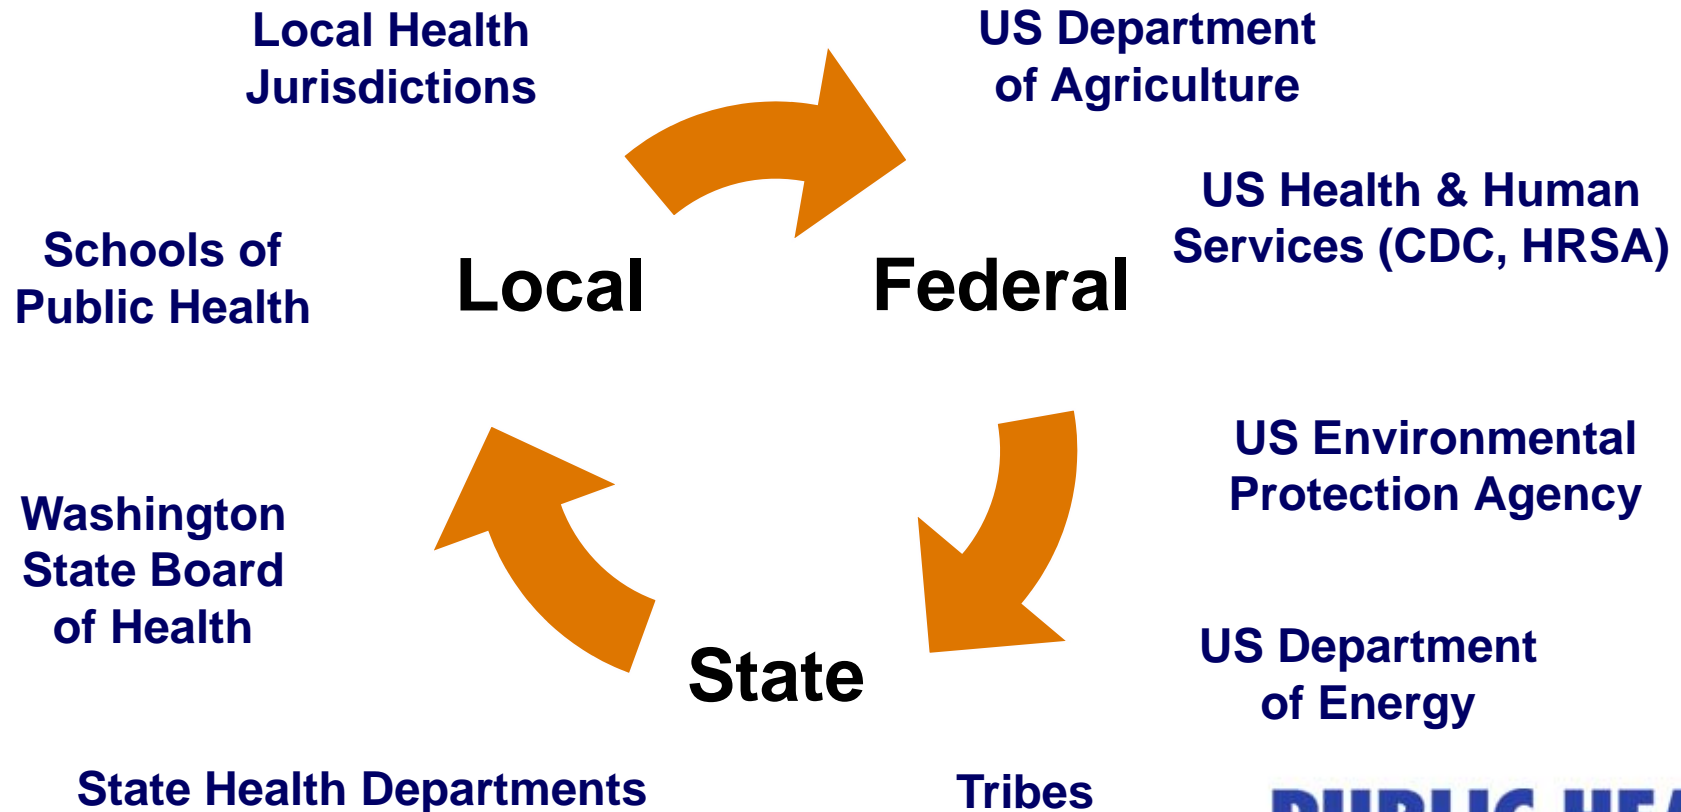 Local Health
Jurisdictions
US Department
of Agriculture
US Health & Human
Services (CDC, HRSA)
Schools of
Public Health
Local
Federal
US Environmental
Protection Agency
Washington
State Board
of Health
State
US Department
of Energy
State Health Departments
Tribes
PUBLIC